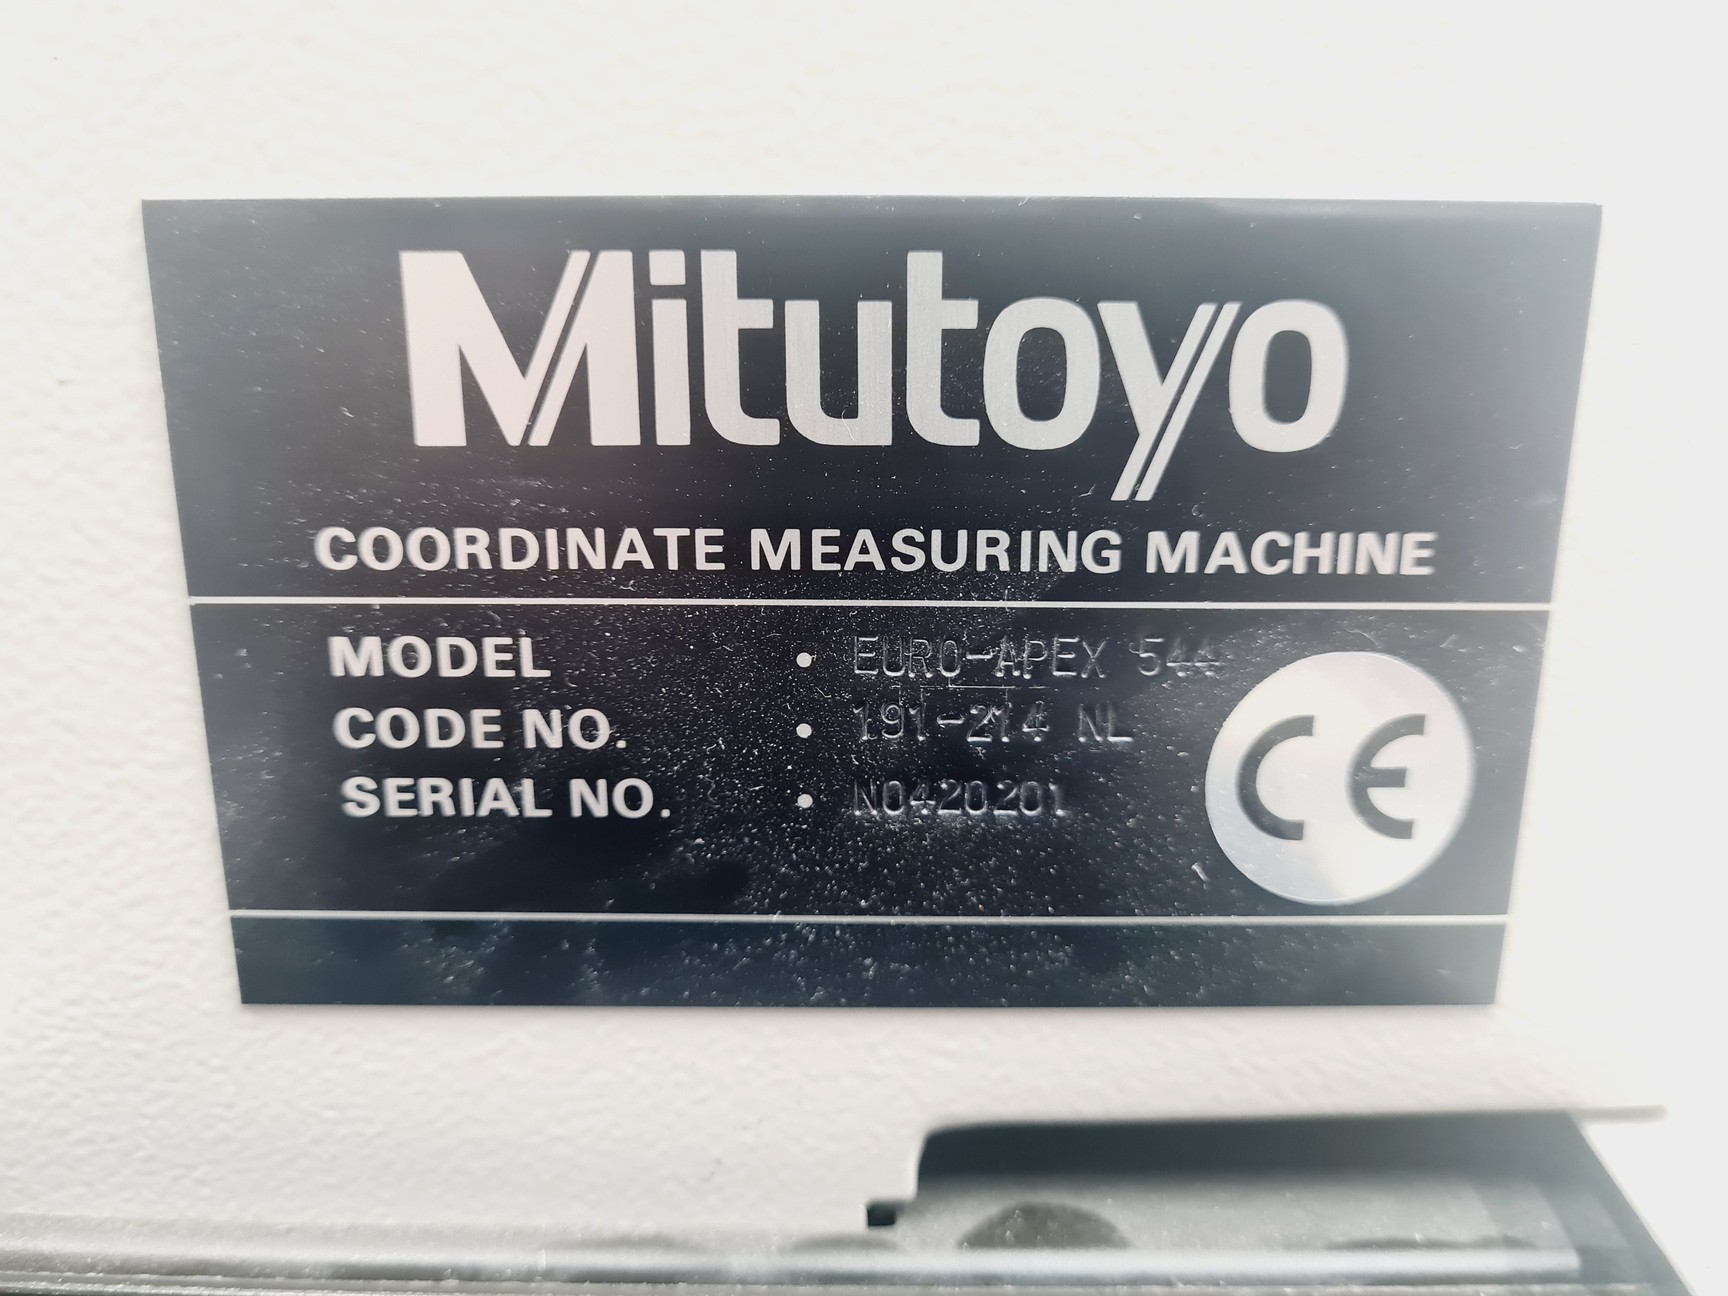 Mitutoyo
COORDINATE MEASURING MACHINE
MODEL • EURO-APEX 544
CODE NO. • 191-214 NL
SERIAL NO. • N0420201
CE